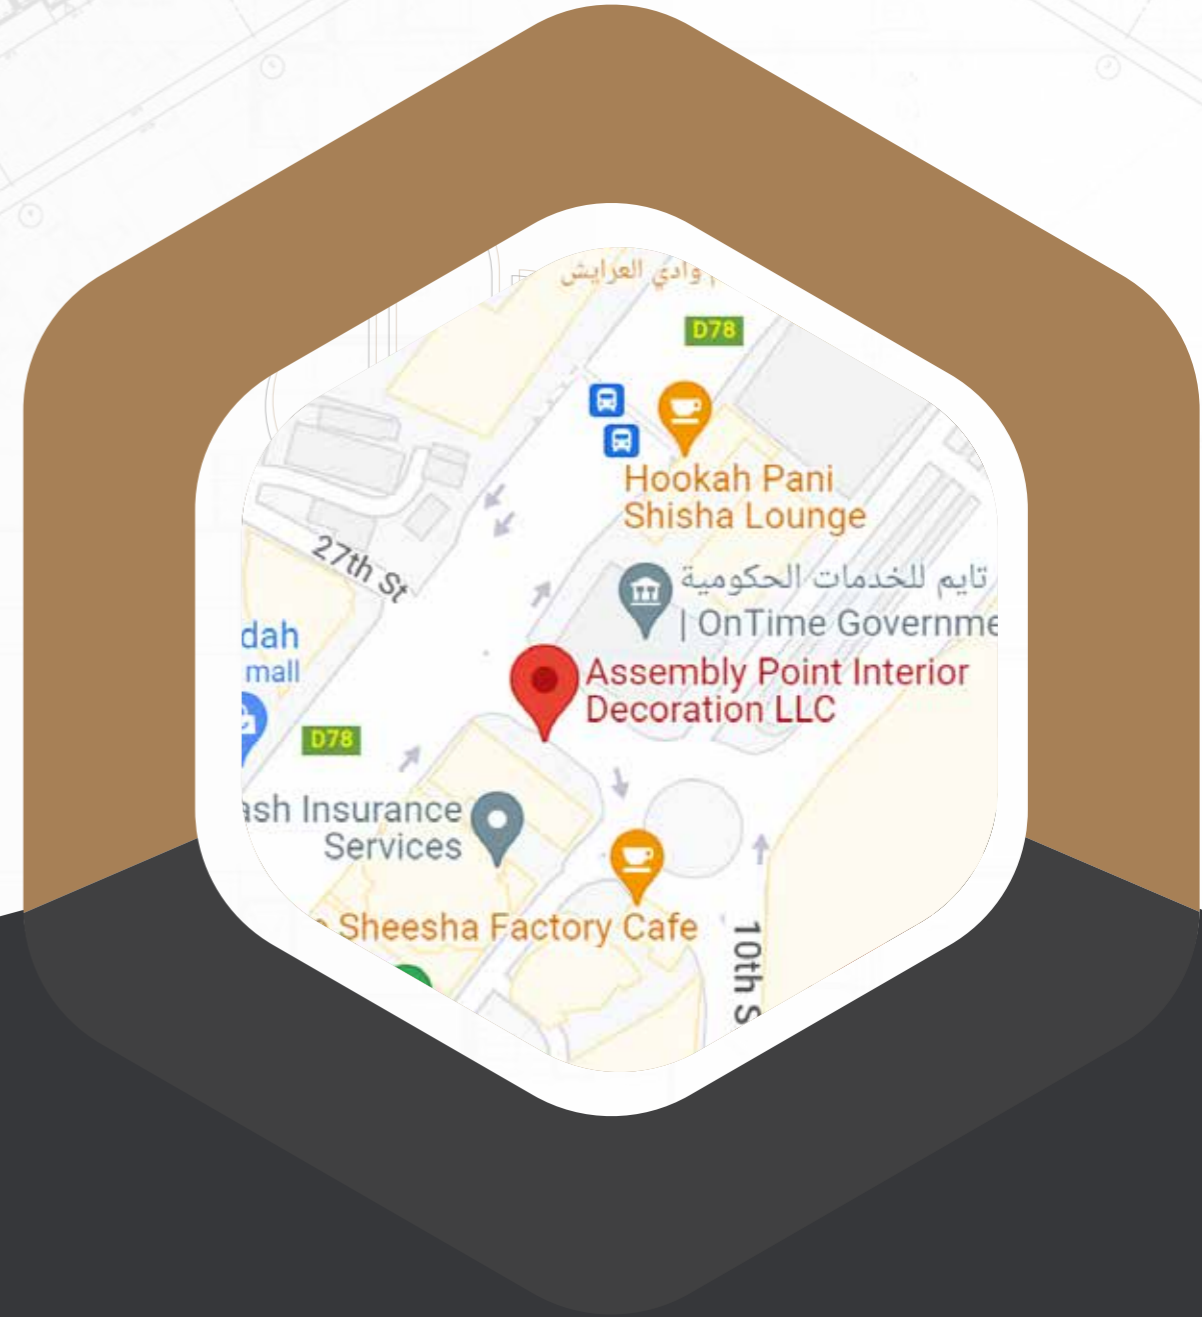 وادي العرايش
D78
Hookah Pani
Shisha Lounge
27th St
تايم للخدمات الحكومية
| OnTime Governme
dah
mall
Assembly Point Interior
Decoration LLC
D78
ash Insurance
Services
Sheesha Factory Cafe
10th S